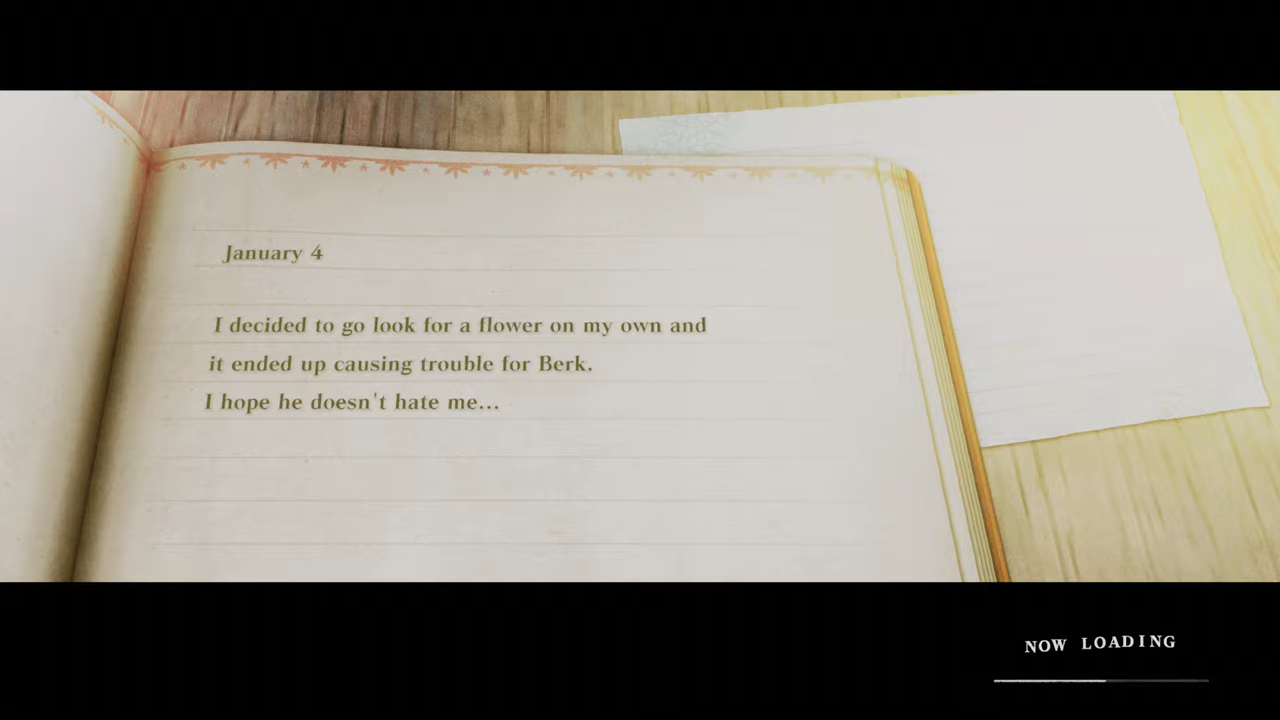 January 4
I decided to go look for a flower on my own and
it ended up causing trouble for Berk.
I hope he doesn't hate me...
NOW LOADING